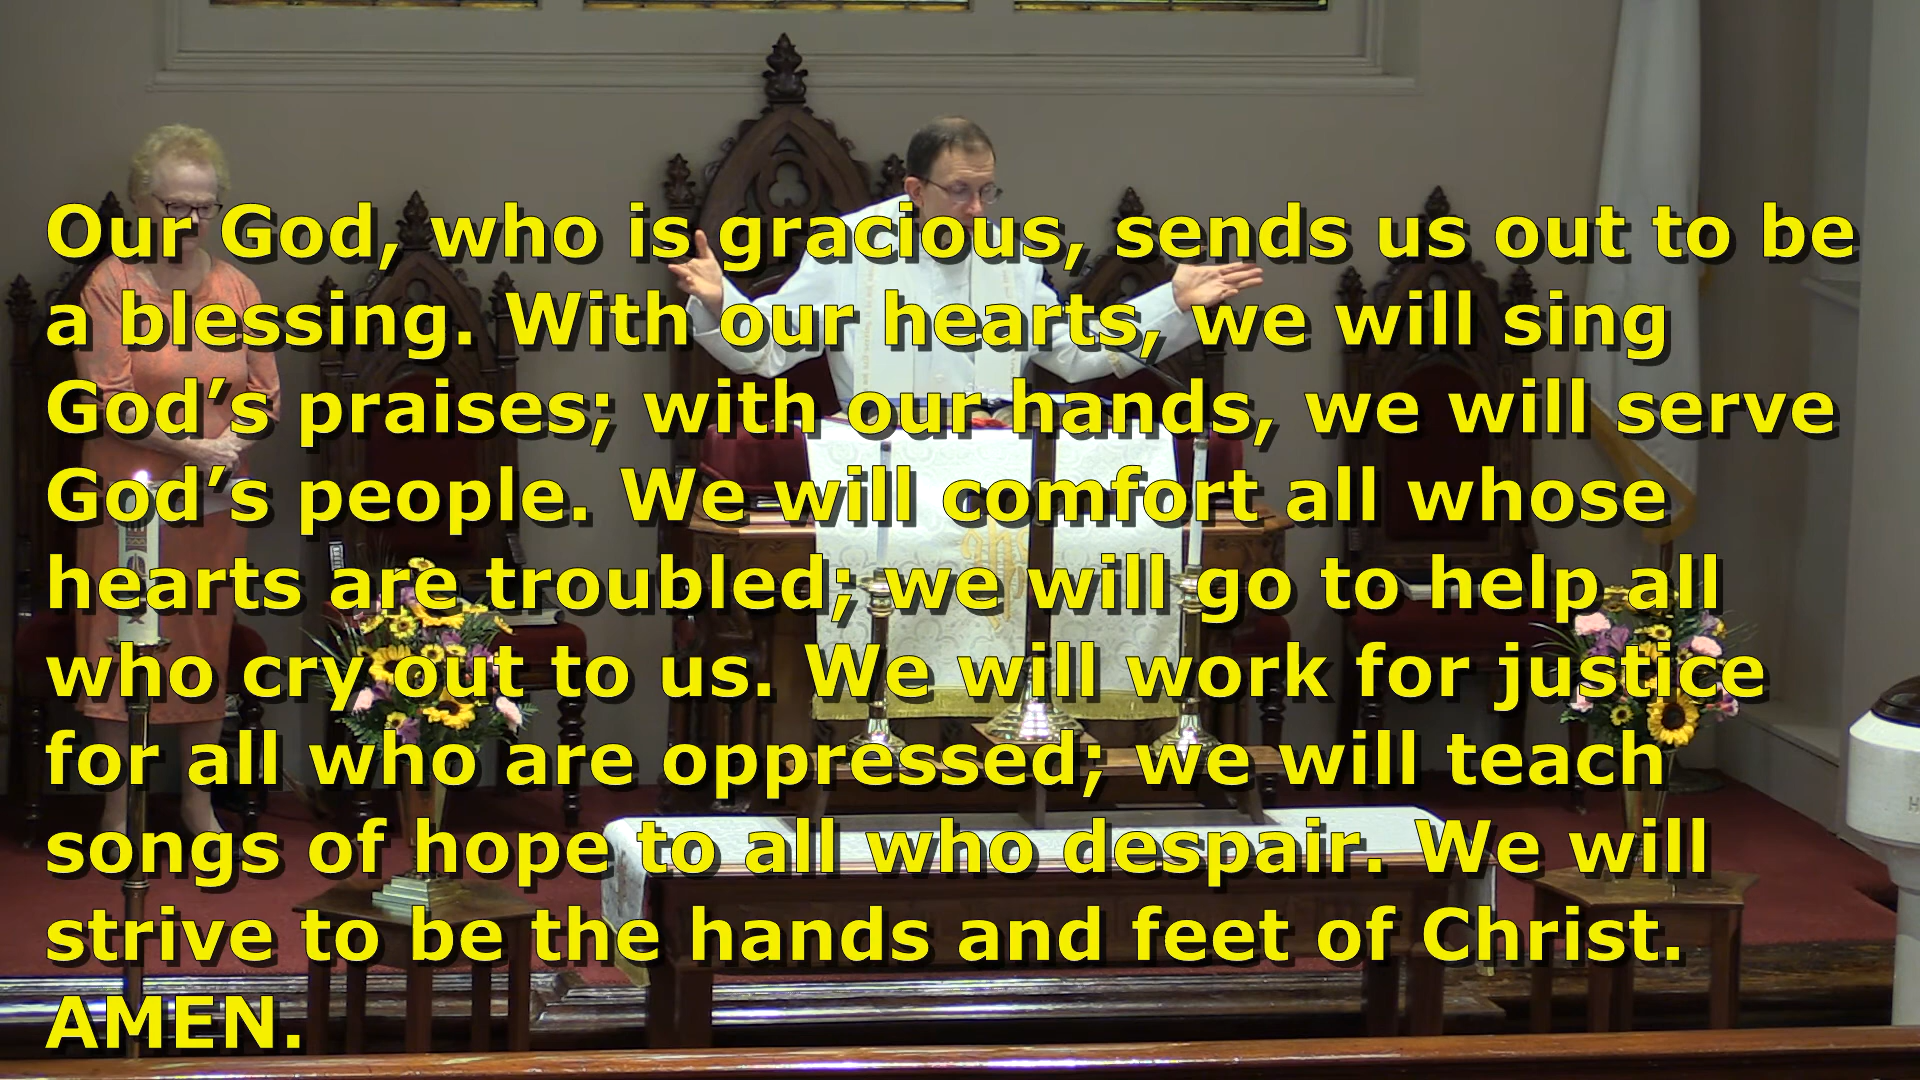 Our God, who is gracious, sends us out to be
a blessing. With our hearts, we will sing
God’s praises; with our hands, we will serve
God’s people. We will comfort all whose
hearts are troubled; we will go to help all
who cry out to us. We will work for justice
for all who are oppressed; we will teach
songs of hope to all who despair. We will
strive to be the hands and feet of Christ.
AMEN.